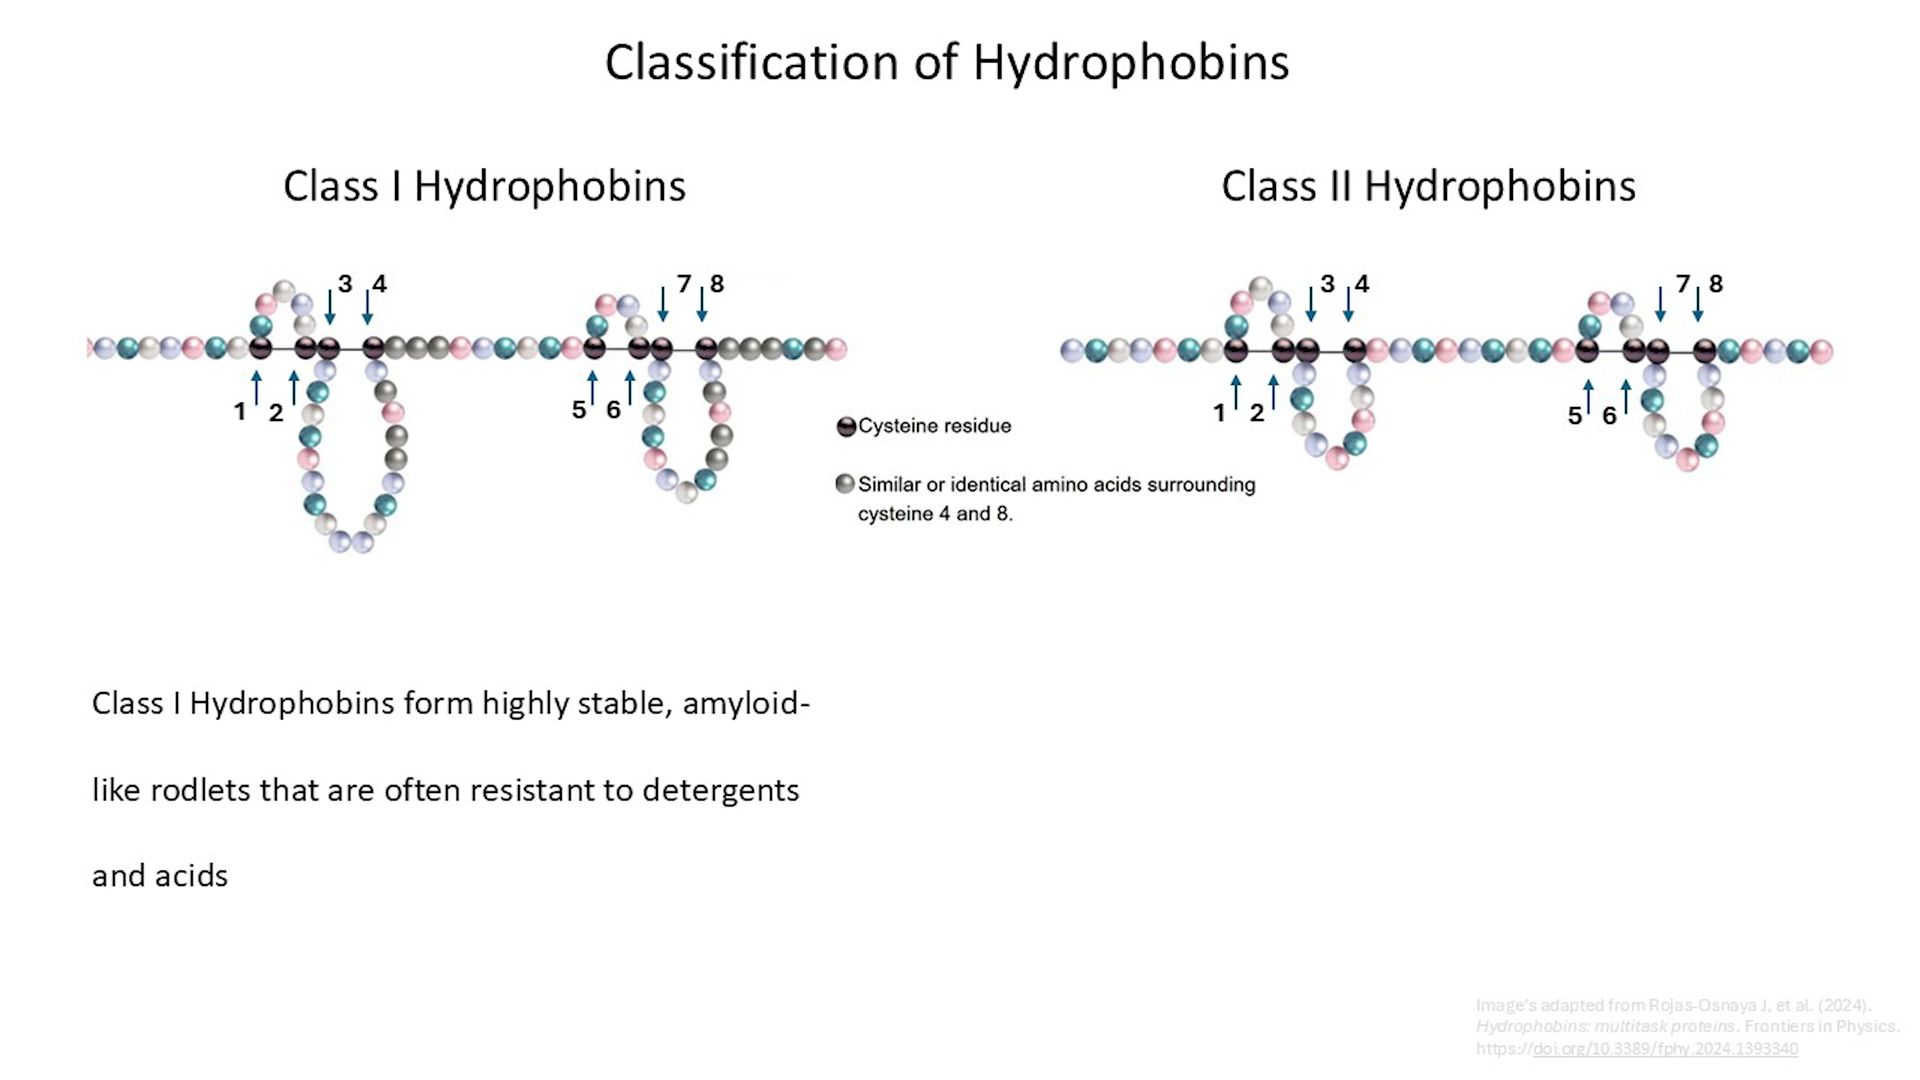 Classification of Hydrophobins
Class I Hydrophobins
3 4
7 8
1 2
5 6
Class II Hydrophobins
3 4
7 8
1 2
5 6
Cysteine residue
Similar or identical amino acids surrounding
cysteine 4 and 8.
Class I Hydrophobins form highly stable, amyloid-
like rodlets that are often resistant to detergents
and acids
Image's adapted from Rojas-Osnaya J, et al. (2024).
Hydrophobins: multitask proteins. Frontiers in Physics.
https://doi.org/10.3389/fphy.2024.1393340